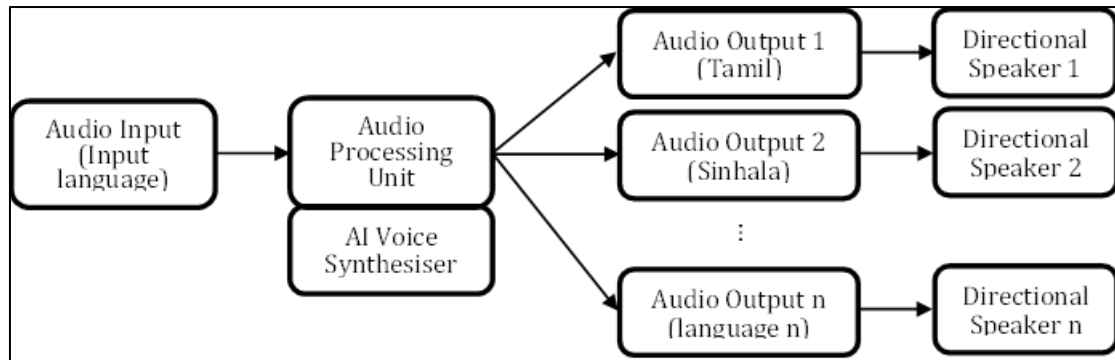 Audio Input
(Input
language)
Audio
Processing
Unit
AI Voice
Synthesiser
Audio Output 1
(Tamil)
Directional
Speaker 1
Audio Output 2
(Sinhala)
Directional
Speaker 2
⋮
Audio Output n
(language n)
Directional
Speaker n